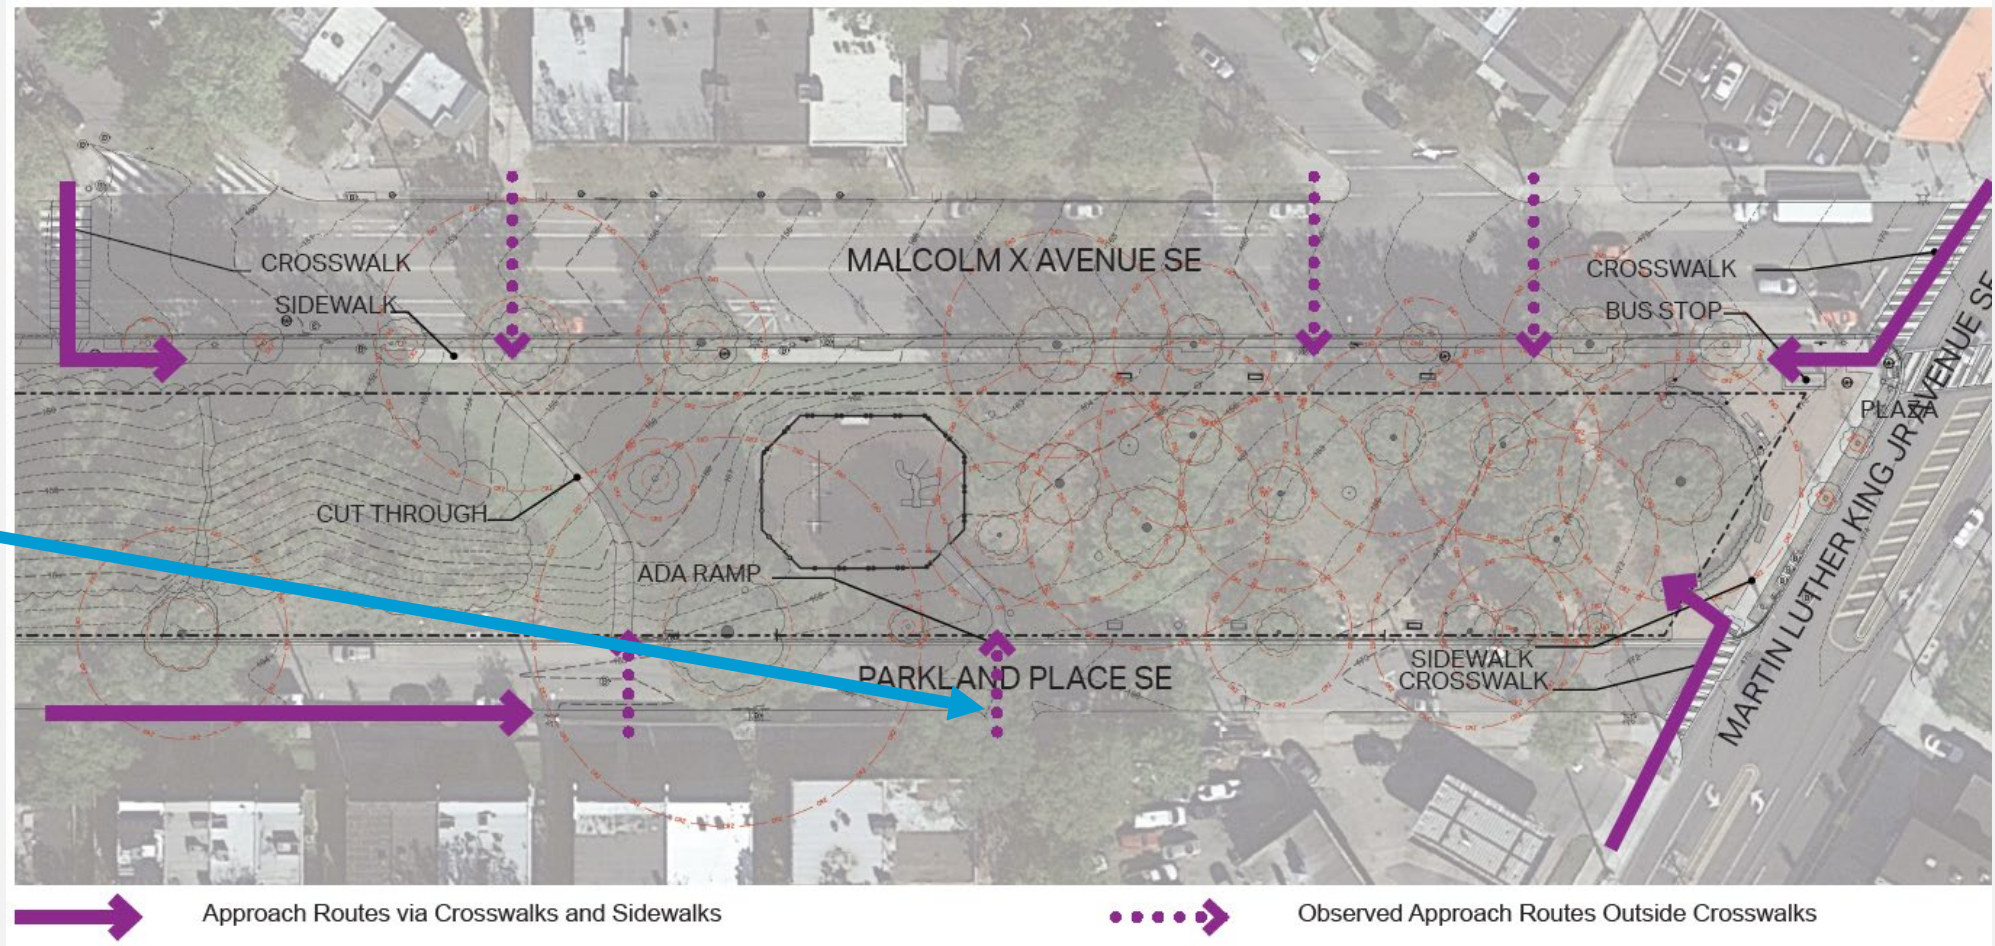 MALCOLM X AVENUE SE
CROSSWALK
SIDEWALK
CROSSWALK
BUS STOP
PLAZA
CUT THROUGH
ADA RAMP
PARKLAND PLACE SE
SIDEWALK
CROSSWALK
MARTIN LUTHER KING JR AVENUE SE
Approach Routes via Crosswalks and Sidewalks
Observed Approach Routes Outside Crosswalks